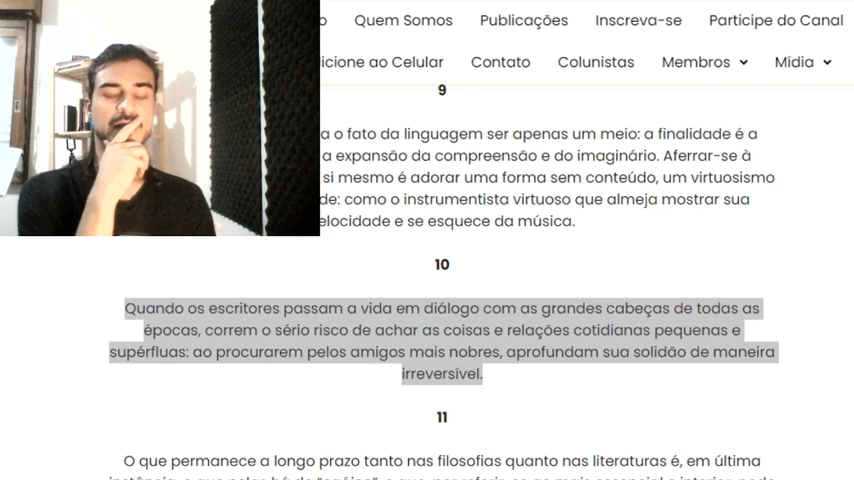 o Quem Somos Publicações Inscreva-se Participe do Canal
icione ao Celular Contato Colunistas Membros Mídia
9
a o fato da linguagem ser apenas um meio: a finalidade é a
a expansão da compreensão e do imaginário. Aferrar-se à
si mesmo é adorar uma forma sem conteúdo, um virtuosismo
de: como o instrumentista virtuoso que almeja mostrar sua
elocidade e se esquece da música.
10
Quando os escritores passam a vida em diálogo com as grandes cabeças de todas as
épocas, correm o sério risco de achar as coisas e relações cotidianas pequenas e
supérfluas: ao procurarem pelos amigos mais nobres, aprofundam sua solidão de maneira
irreversível.
11
O que permanece a longo prazo tanto nas filosofias quanto nas literaturas é, em última